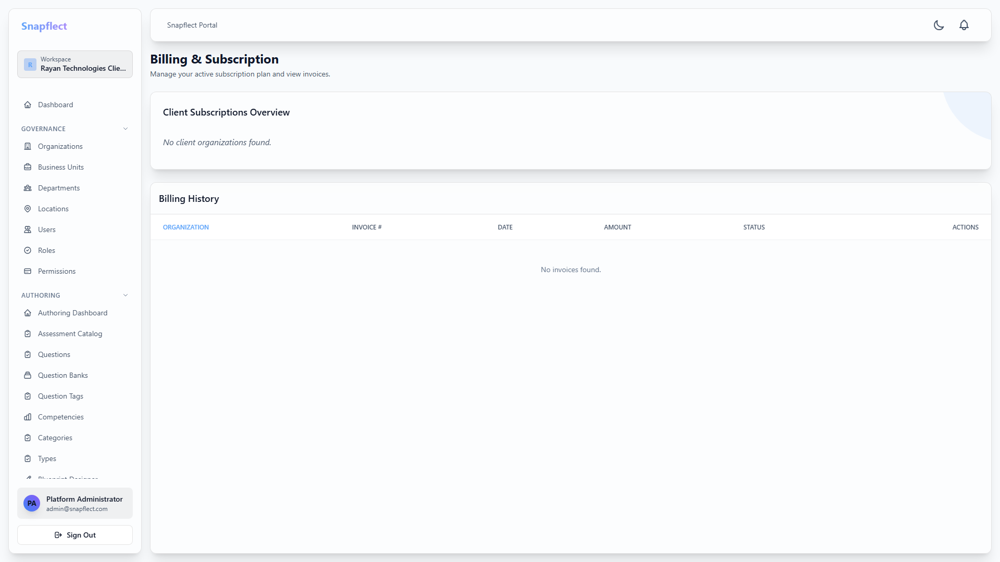 Snapflect
Workspace
R
Rayan Technologies Clie...
Dashboard
GOVERNANCE
Organizations
Business Units
Departments
Locations
Users
Roles
Permissions
AUTHORING
Authoring Dashboard
Assessment Catalog
Questions
Question Banks
Question Tags
Competencies
Categories
Types
Blueprint Designer
PA
Platform Administrator
admin@snapflect.com
Sign Out
Snapflect Portal
Billing & Subscription
Manage your active subscription plan and view invoices.
Client Subscriptions Overview
No client organizations found.
Billing History
ORGANIZATION INVOICE # DATE AMOUNT STATUS ACTIONS
No invoices found.